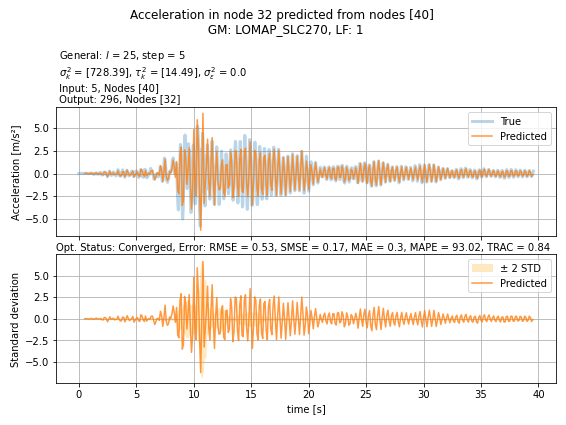 Acceleration in node 32 predicted from nodes [40]
GM: LOMAP_SLC270, LF: 1
General: l = 25, step = 5
σ²ₖ = [728.39], τ²ₖ = [14.49], σ²ε = 0.0
Input: 5, Nodes [40]
Output: 296, Nodes [32]
Acceleration [m/s²]
5.0
2.5
0.0
−2.5
−5.0
True
Predicted
Opt. Status: Converged, Error: RMSE = 0.53, SMSE = 0.17, MAE = 0.3, MAPE = 93.02, TRAC = 0.84
Standard deviation
5.0
2.5
0.0
−2.5
−5.0
± 2 STD
Predicted
0 5 10 15 20 25 30 35 40
time [s]